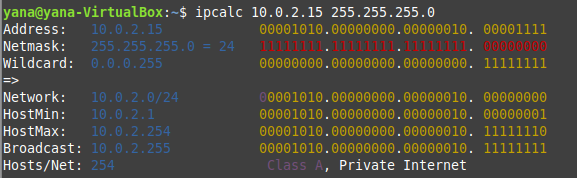 yana@yana-VirtualBox:~$ ipcalc 10.0.2.15 255.255.255.0
Address:   10.0.2.15            00001010.00000000.00000010. 00001111
Netmask:   255.255.255.0 = 24   11111111.11111111.11111111. 00000000
Wildcard:  0.0.0.255            00000000.00000000.00000000. 11111111
=>
Network:   10.0.2.0/24          00001010.00000000.00000010. 00000000
HostMin:   10.0.2.1             00001010.00000000.00000010. 00000001
HostMax:   10.0.2.254           00001010.00000000.00000010. 11111110
Broadcast: 10.0.2.255           00001010.00000000.00000010. 11111111
Hosts/Net: 254                   Class A, Private Internet